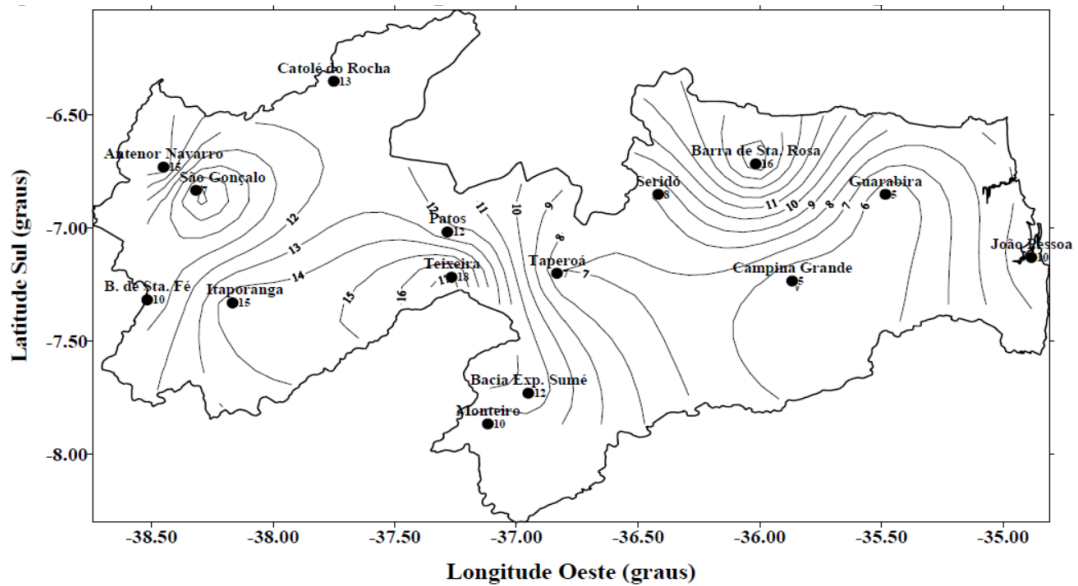 Catolé do Rocha
13
-6.50
Antenor Navarro
15
Barra de Sta. Rosa
16
São Gonçalo
7
Seridó
8
Guarabira
5
12
11
10
9
11
10
9
8
7
6
12
Patos
12
-7.00
13
8
João Pessoa
10
14
Teixeira
18
Taperoá
7
7
6
Campina Grande
5
B. de Sta. Fé
10
Itaporanga
15
15
16
-7.50
Bacia Exp. Sumé
12
Monteiro
10
-8.00
Latitude Sul (graus)
-38.50
-38.00
-37.50
-37.00
-36.50
-36.00
-35.50
-35.00
Longitude Oeste (graus)